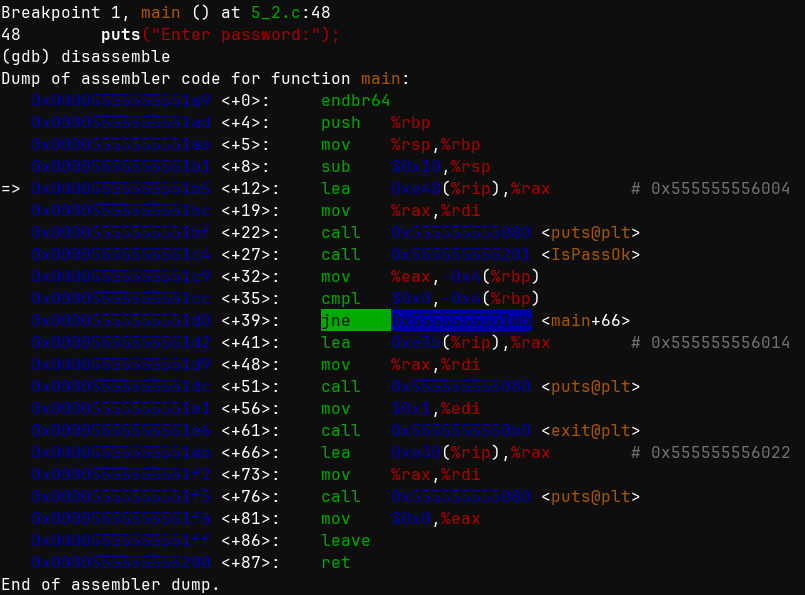 Breakpoint 1, main () at 5_2.c:48
48        puts("Enter password:");
(gdb) disassemble
Dump of assembler code for function main:
   0x00005555555551a9 <+0>:     endbr64
   0x00005555555551ad <+4>:     push   %rbp
   0x00005555555551ae <+5>:     mov    %rsp,%rbp
   0x00005555555551b1 <+8>:     sub    $0x10,%rsp
=> 0x00005555555551b5 <+12>:    lea    0xe48(%rip),%rax        # 0x555555556004
   0x00005555555551bc <+19>:    mov    %rax,%rdi
   0x00005555555551bf <+22>:    call   0x555555555080 <puts@plt>
   0x00005555555551c4 <+27>:    call   0x555555555201 <IsPassOk>
   0x00005555555551c9 <+32>:    mov    %eax,-0x4(%rbp)
   0x00005555555551cc <+35>:    cmpl   $0x0,-0x4(%rbp)
   0x00005555555551d0 <+39>:    jne    0x5555555551eb <main+66>
   0x00005555555551d2 <+41>:    lea    0xe3b(%rip),%rax        # 0x555555556014
   0x00005555555551d9 <+48>:    mov    %rax,%rdi
   0x00005555555551dc <+51>:    call   0x555555555080 <puts@plt>
   0x00005555555551e1 <+56>:    mov    $0x1,%edi
   0x00005555555551e6 <+61>:    call   0x5555555550b0 <exit@plt>
   0x00005555555551eb <+66>:    lea    0xe30(%rip),%rax        # 0x555555556022
   0x00005555555551f2 <+73>:    mov    %rax,%rdi
   0x00005555555551f5 <+76>:    call   0x555555555080 <puts@plt>
   0x00005555555551fa <+81>:    mov    $0x0,%eax
   0x00005555555551ff <+86>:    leave
   0x0000555555555200 <+87>:    ret
End of assembler dump.